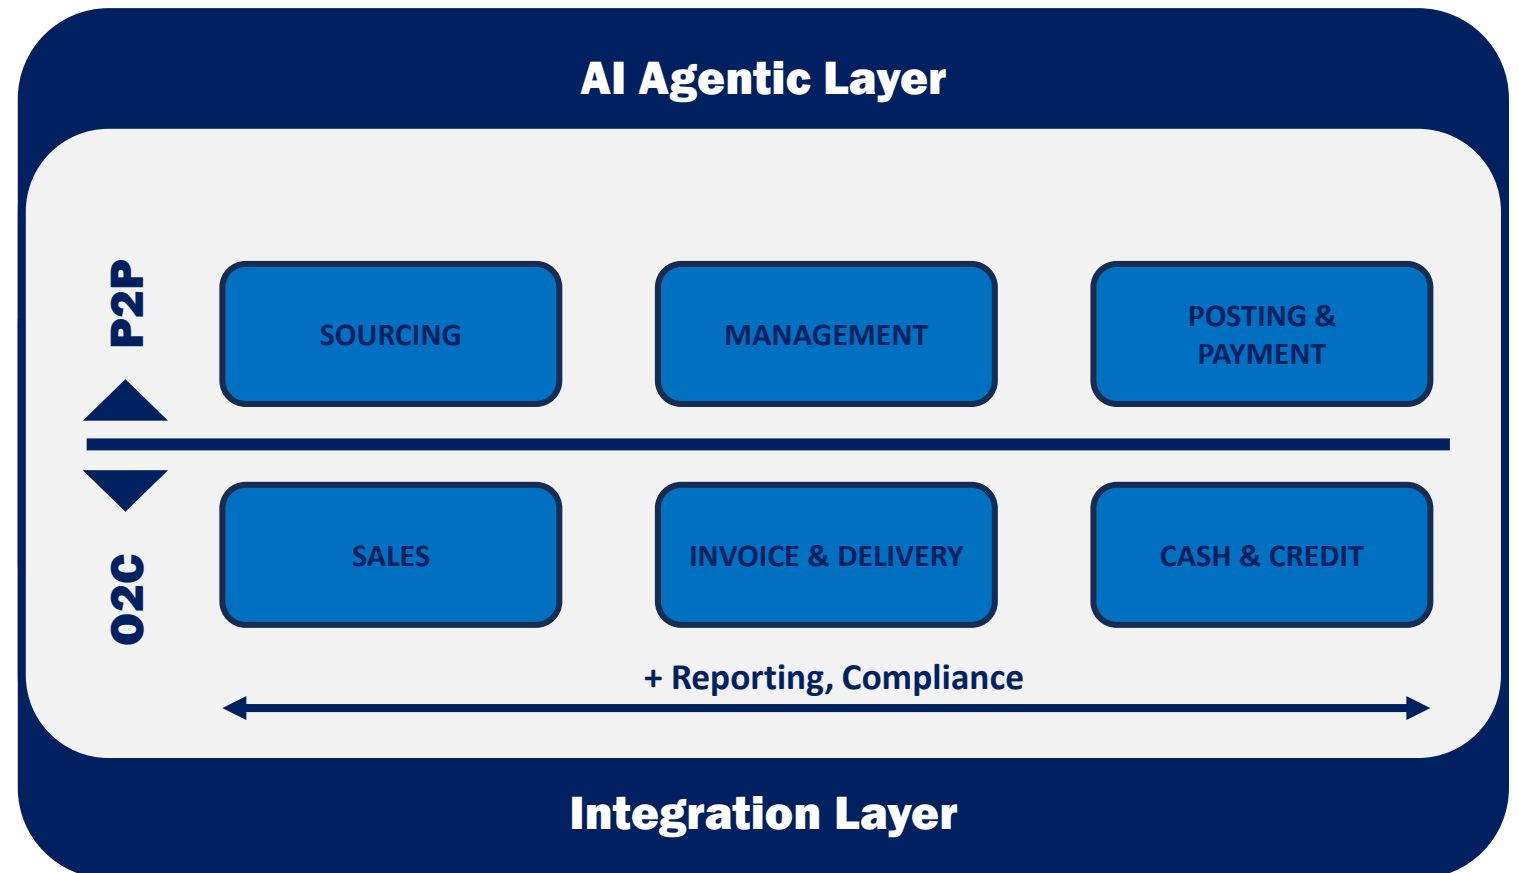 AI Agentic Layer
P2P
SOURCING
MANAGEMENT
POSTING &
PAYMENT
O2C
SALES
INVOICE & DELIVERY
CASH & CREDIT
+ Reporting, Compliance
Integration Layer